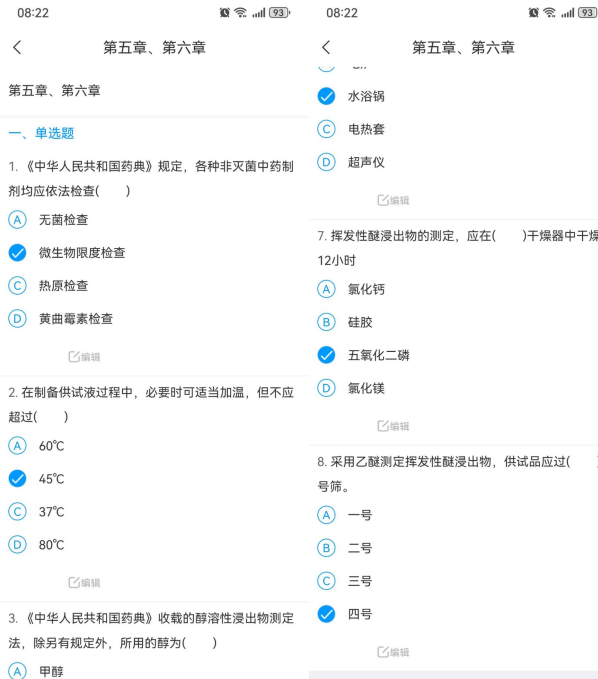 08:22
93
第五章、第六章
第五章、第六章
一、单选题
1. 《中华人民共和国药典》规定，各种非灭菌中药制
剂均应依法检查(　　)
A 无菌检查
微生物限度检查
C 热原检查
D 黄曲霉素检查
编辑
2. 在制备供试液过程中，必要时可适当加温，但不应
超过(　　)
A 60℃
45℃
C 37℃
D 80℃
编辑
3. 《中华人民共和国药典》收载的醇溶性浸出物测定
法，除另有规定外，所用的醇为(　　)
A 甲醇
08:22
93
第五章、第六章
水浴锅
C 电热套
D 超声仪
编辑
7. 挥发性醚浸出物的测定，应在(　　)干燥器中干燥
12小时
A 氯化钙
B 硅胶
五氧化二磷
D 氯化镁
编辑
8. 采用乙醚测定挥发性醚浸出物，供试品应过(
号筛。
A 一号
B 二号
C 三号
四号
编辑